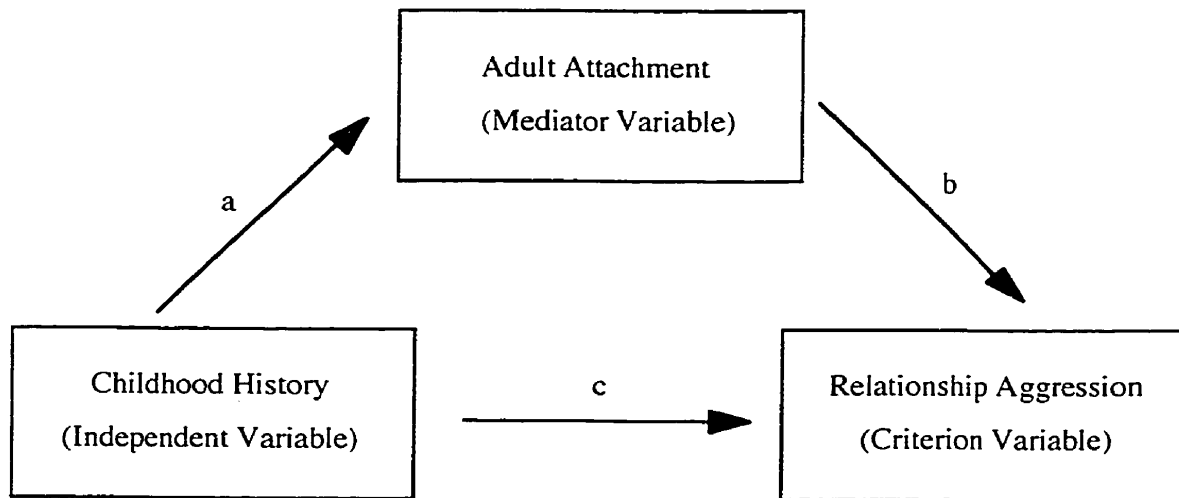 Adult Attachment
(Mediator Variable)
a
b
Childhood History
(Independent Variable)
c
Relationship Aggression
(Criterion Variable)